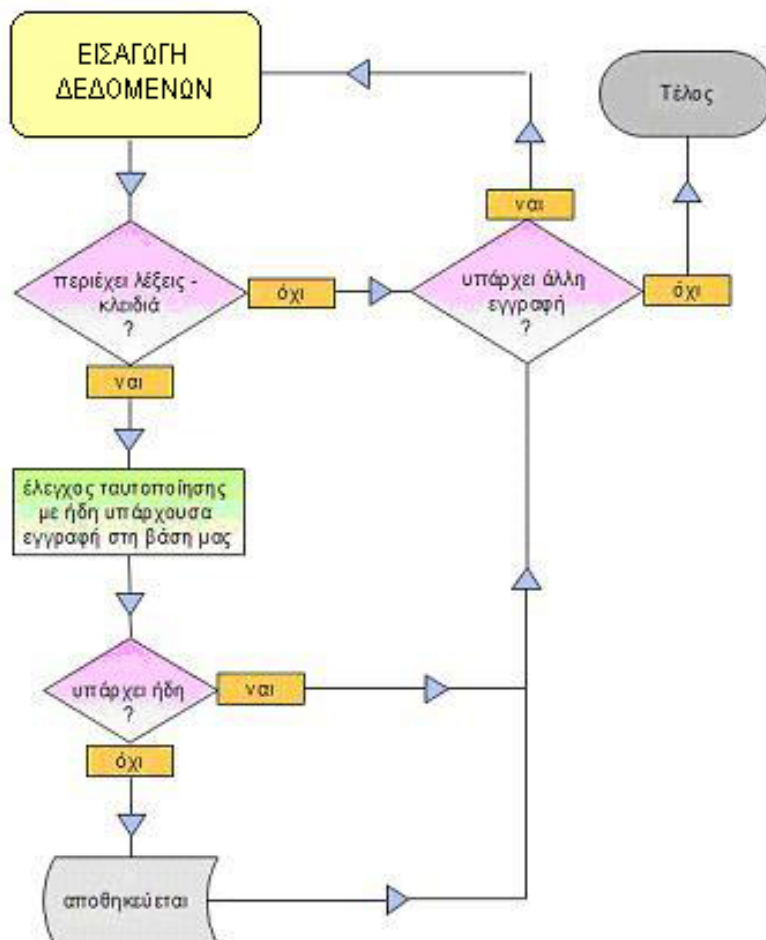 ΕΙΣΑΓΩΓΗ
ΔΕΔΟΜΕΝΩΝ
Τέλος
ναι
περιέχει λέξεις -
κλειδιά
?
όχι
υπάρχει άλλη
εγγραφή
?
όχι
ναι
έλεγχος ταυτοποίησης
με ήδη υπάρχουσα
εγγραφή στη βάση μας
υπάρχει ήδη
?
ναι
όχι
αποθηκεύεται